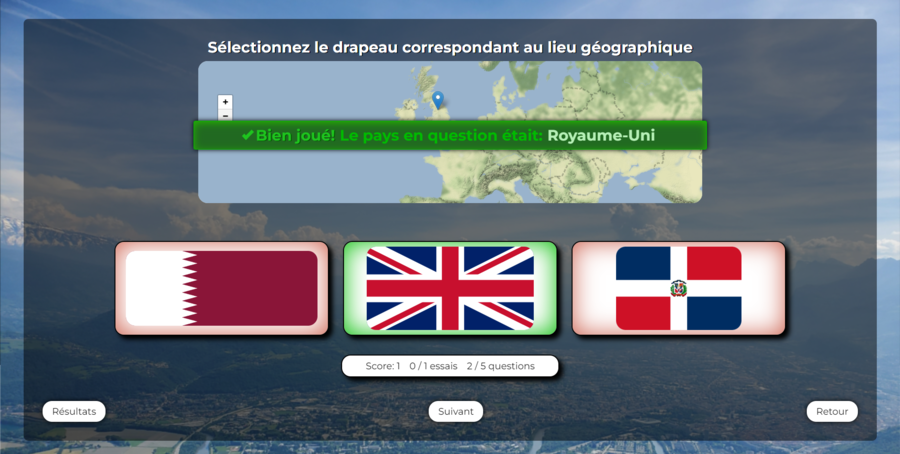 Sélectionnez le drapeau correspondant au lieu géographique
+
−
✔Bien joué! Le pays en question était: Royaume-Uni
Score: 1 0 / 1 essais 2 / 5 questions
Résultats
Suivant
Retour